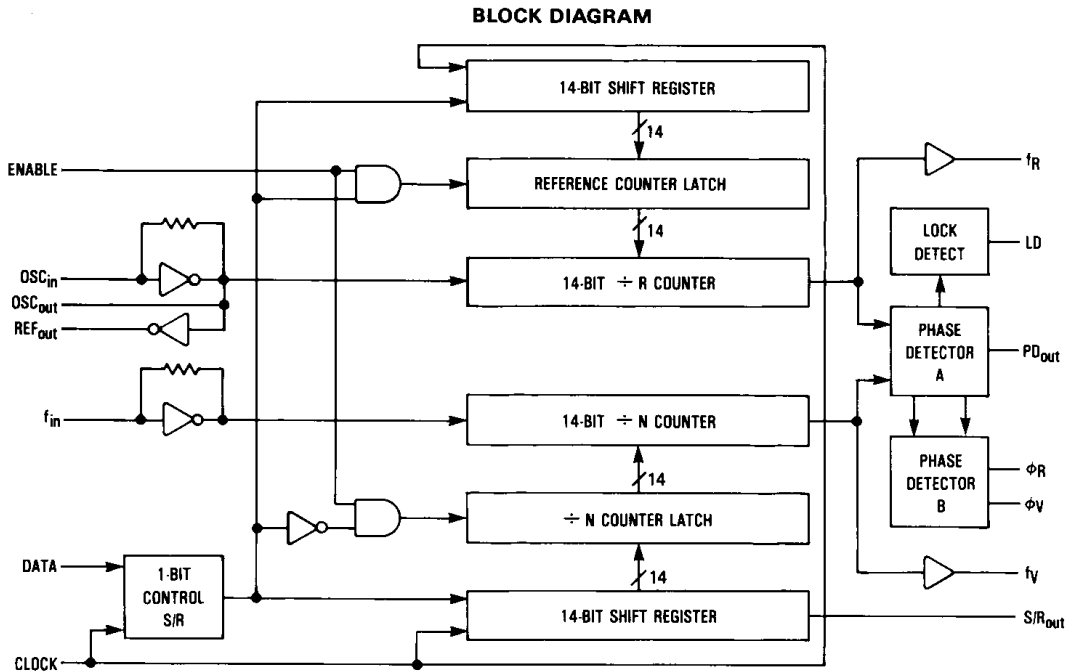 BLOCK DIAGRAM
14-BIT SHIFT REGISTER
14
ENABLE
REFERENCE COUNTER LATCH
fR
14
LOCK
DETECT
LD
OSCin
14-BIT ÷ R COUNTER
OSCout
REFout
PHASE
DETECTOR
A
PDout
fin
14-BIT ÷ N COUNTER
14
PHASE
DETECTOR
B
ϕR
ϕV
÷ N COUNTER LATCH
DATA
1-BIT
CONTROL
S/R
14
fV
14-BIT SHIFT REGISTER
S/Rout
CLOCK